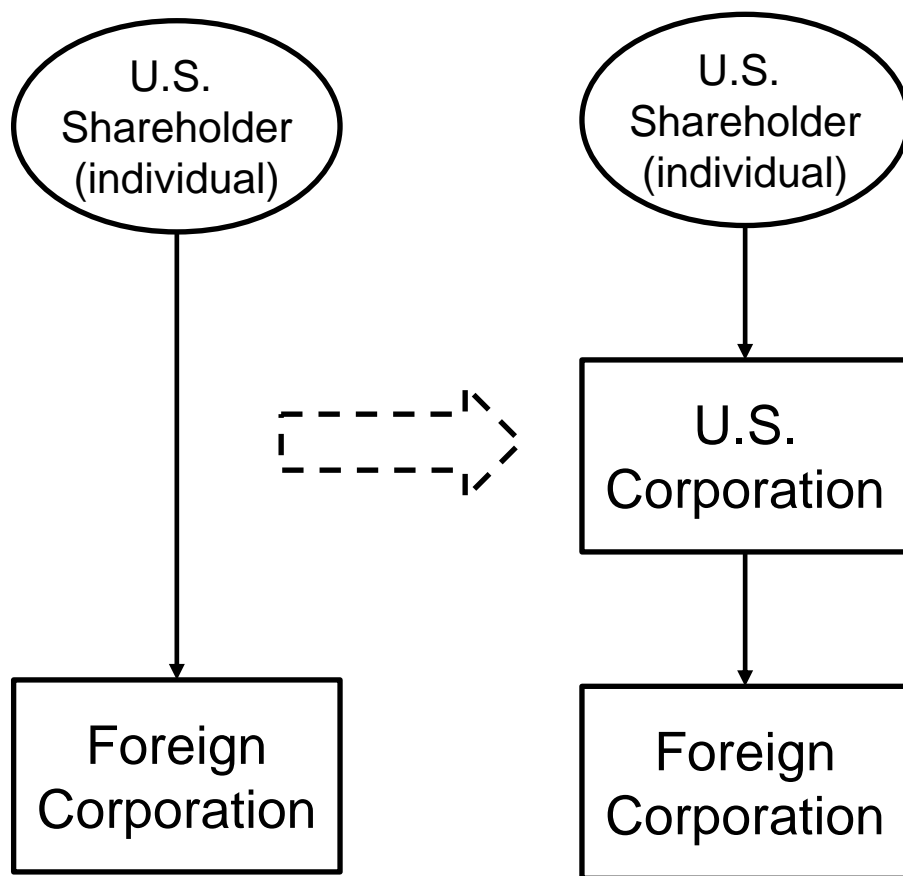 U.S.
Shareholder
(individual)
Foreign
Corporation
U.S.
Shareholder
(individual)
U.S.
Corporation
Foreign
Corporation